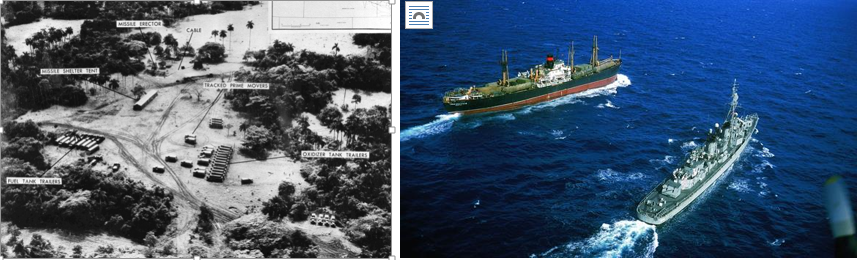 MISSILE ERECTOR
CABLE
MISSILE SHELTER TENT
TRACKED PRIME MOVERS
OXIDIZER TANK TRAILERS
FUEL TANK TRAILERS